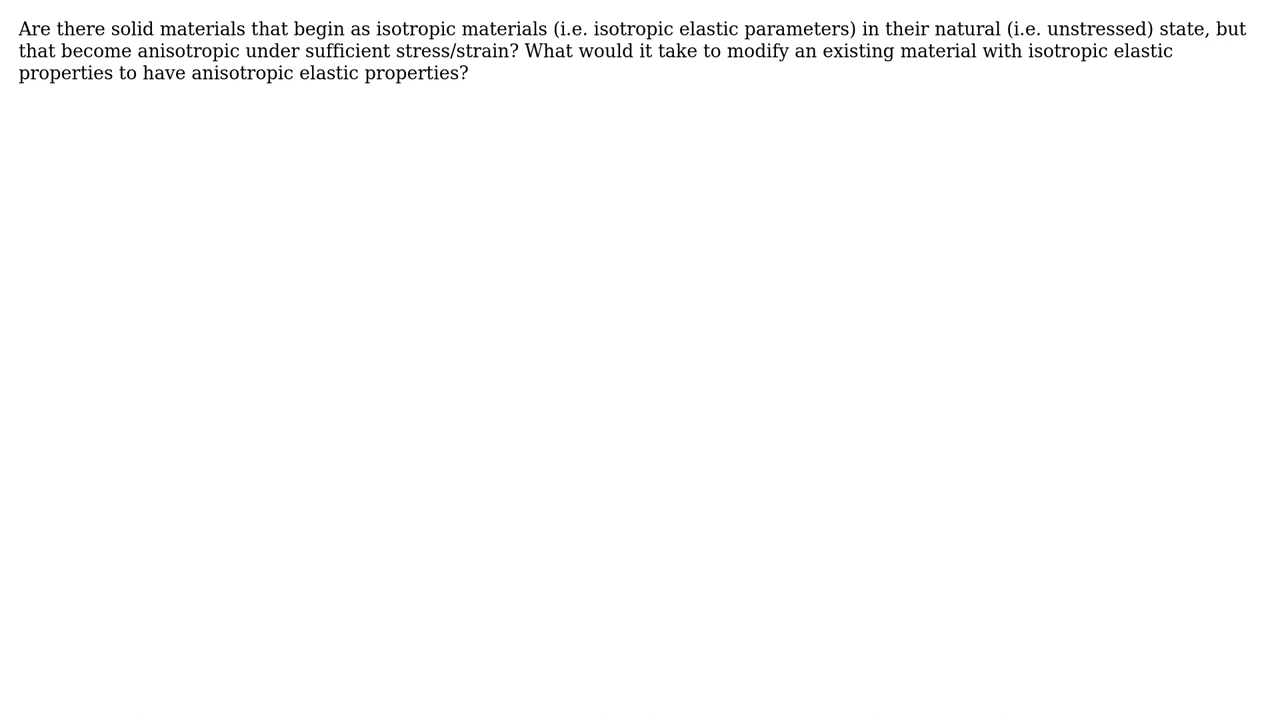 Are there solid materials that begin as isotropic materials (i.e. isotropic elastic parameters) in their natural (i.e. unstressed) state, but
that become anisotropic under sufficient stress/strain? What would it take to modify an existing material with isotropic elastic
properties to have anisotropic elastic properties?